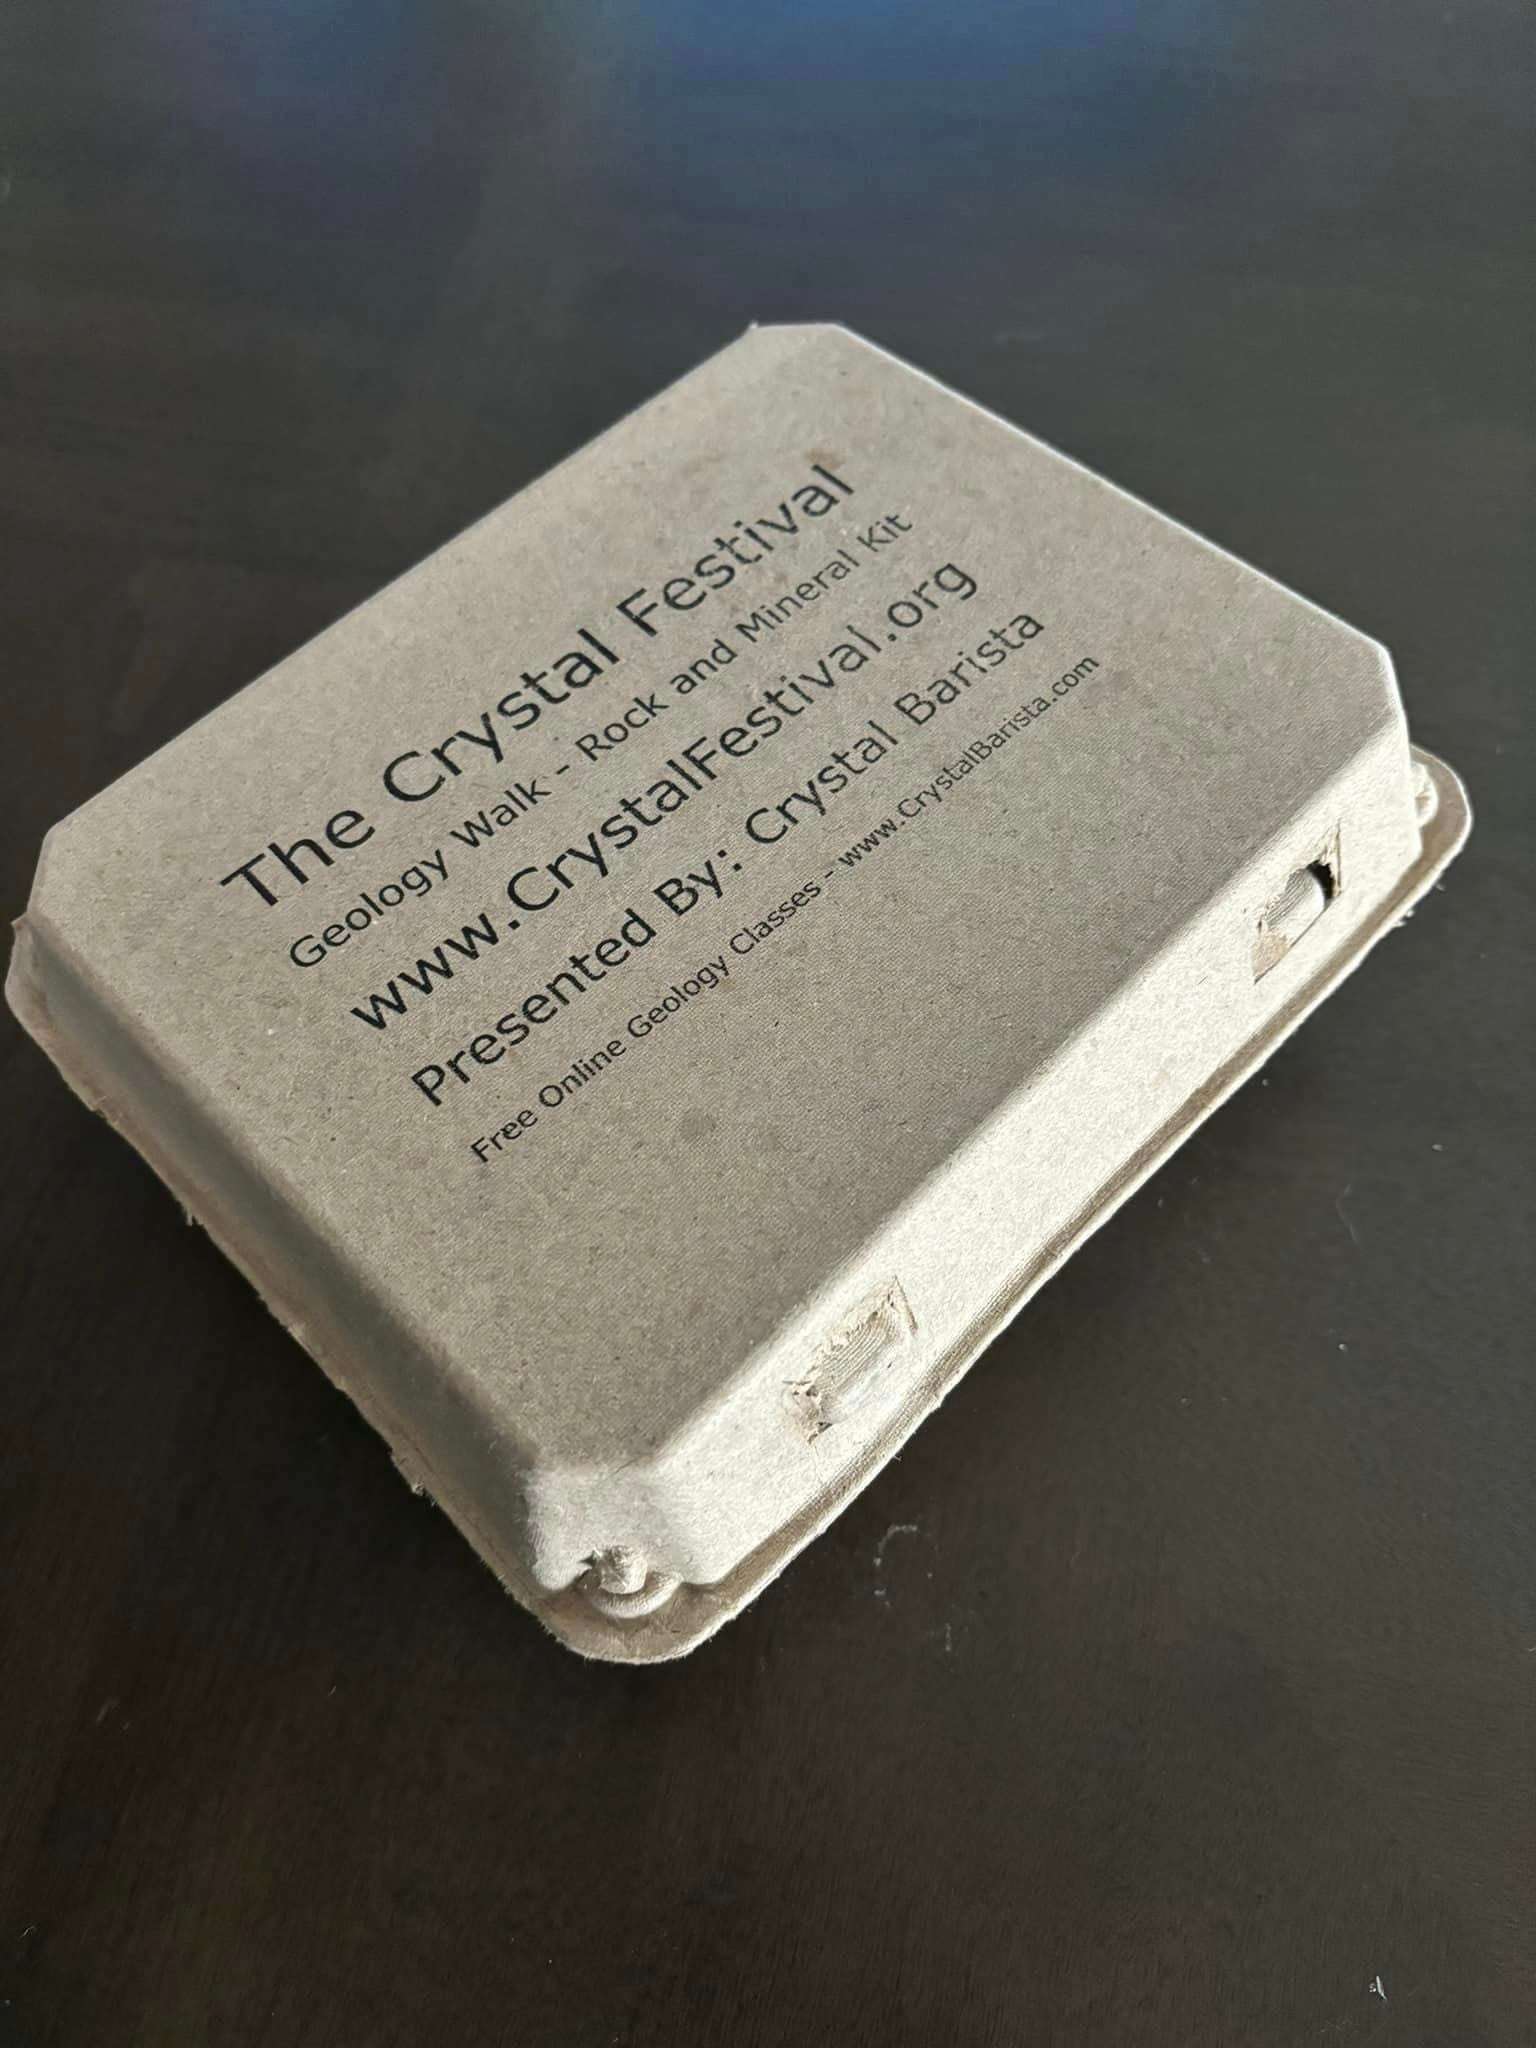 The Crystal Festival
Geology Walk - Rock and Mineral Kit
www.CrystalFestival.org
Presented By: Crystal Barista
Free Online Geology Classes - www.CrystalBarista.com